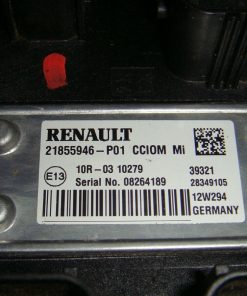 RENAULT
21855946-P01 CCIOM Mi
E13 10R-03 10279 39321
Serial No. 08264189 28349105
12W294
GERMANY